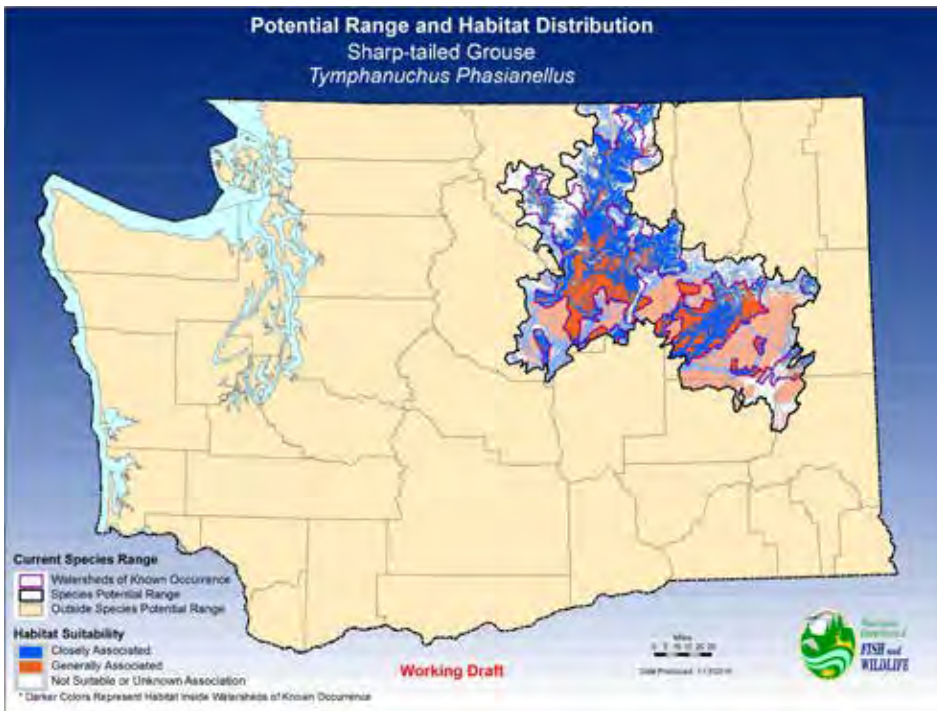 Potential Range and Habitat Distribution
Sharp-tailed Grouse
Tymphanuchus Phasianellus
Current Species Range
Watersheds of Known Occurrence
Species Potential Range
Outside Species Potential Range
Habitat Suitability
Closely Associated
Generally Associated
Not Suitable or Unknown Association
* Darker Colors Represent Habitat Inside Watersheds of Known Occurrence
Working Draft
Miles
Date Produced:
FISH and
WILDLIFE